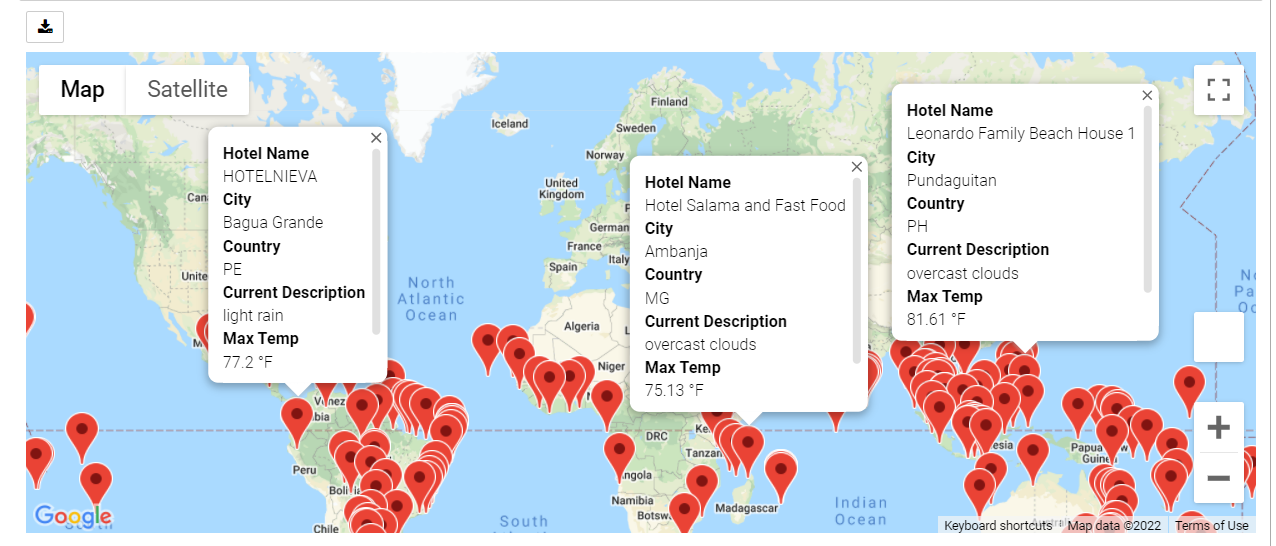 Map
Satellite
Hotel Name
HOTELNIEVA
City
Bagua Grande
Country
PE
Current Description
light rain
Max Temp
77.2 °F
Hotel Name
Hotel Salama and Fast Food
City
Ambanja
Country
MG
Current Description
overcast clouds
Max Temp
75.13 °F
Hotel Name
Leonardo Family Beach House 1
City
Pundaguitan
Country
PH
Current Description
overcast clouds
Max Temp
81.61 °F
Iceland
Finland
Sweden
Norway
United
Kingdom
German
France
Italy
Spain
North
Atlantic
Ocean
Algeria
Niger
DRC
Tanzan
ngola
Namibia
Botsw
Madagascar
Peru
Chile
South
Indian
Ocean
esia
Papua
Guine
Google
Keyboard shortcuts
Map data ©2022
Terms of Use